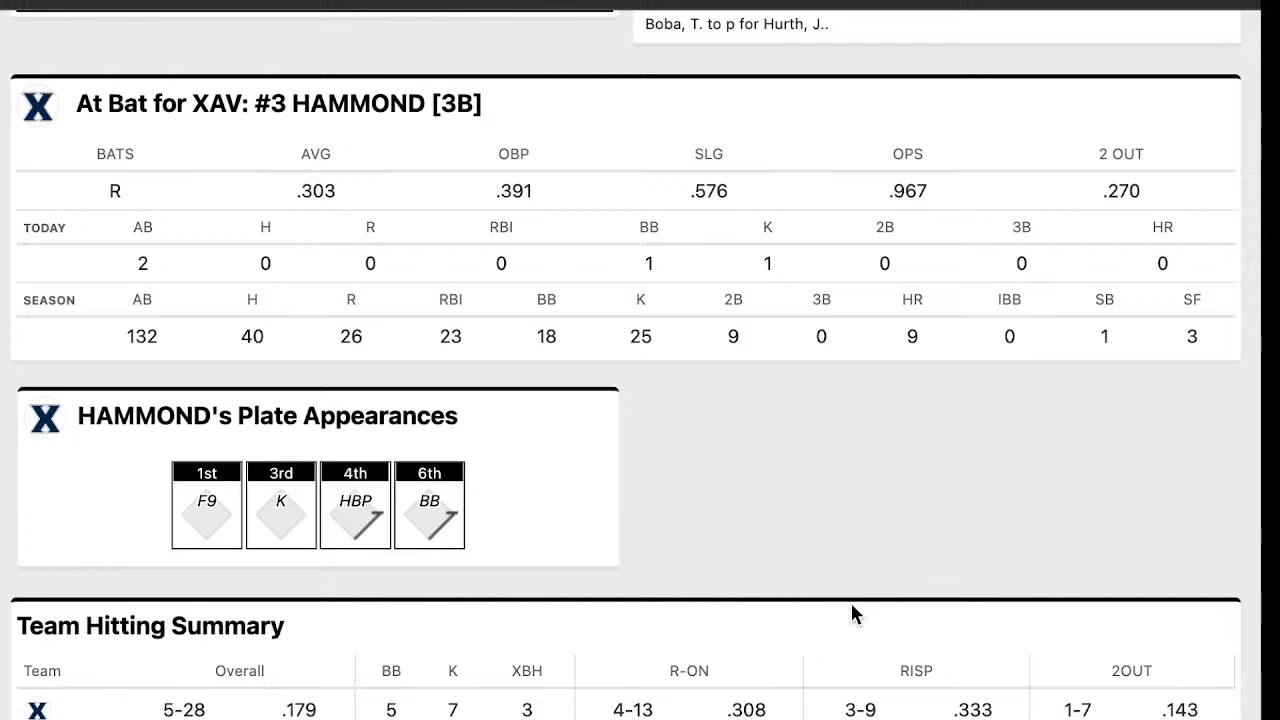 Boba, T. to p for Hurth, J..
X At Bat for XAV: #3 HAMMOND [3B]
BATS AVG OBP SLG OPS 2 OUT
R .303 .391 .576 .967 .270
TODAY AB H R RBI BB K 2B 3B HR
2 0 0 0 1 1 0 0 0
SEASON AB H R RBI BB K 2B 3B HR IBB SB SF
132 40 26 23 18 25 9 0 9 0 1 3
X HAMMOND's Plate Appearances
1st 3rd 4th 6th
F9 K HBP BB
Team Hitting Summary
Team Overall BB K XBH R-ON RISP 2OUT
X 5-28 .179 5 7 3 4-13 .308 3-9 .333 1-7 .143